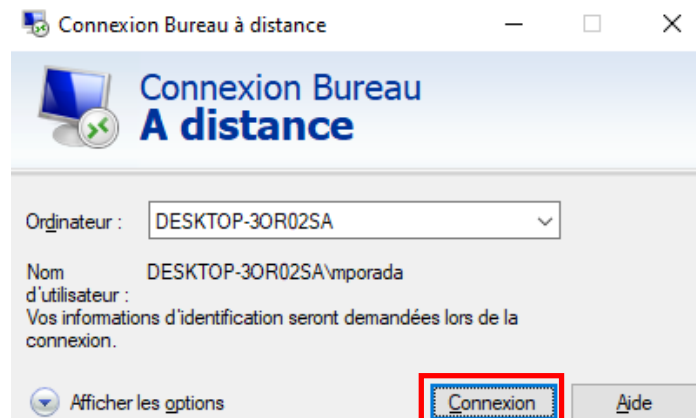 Connexion Bureau à distance
Connexion Bureau
A distance
Ordinateur : DESKTOP-3OR02SA
Nom DESKTOP-3OR02SA\mporada
d'utilisateur :
Vos informations d'identification seront demandées lors de la
connexion.
Afficher les options Connexion Aide